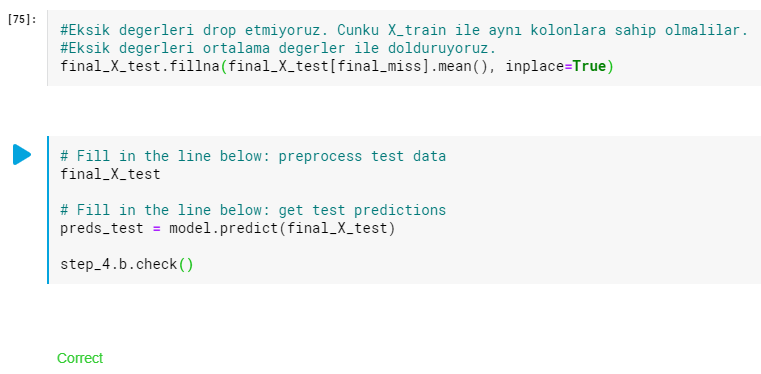 [75]:
#Eksik degerleri drop etmiyoruz. Cunku X_train ile aynı kolonlara sahip olmalilar.
#Eksik degerleri ortalama degerler ile dolduruyoruz.
final_X_test.fillna(final_X_test[final_miss].mean(), inplace=True)
# Fill in the line below: preprocess test data
final_X_test
# Fill in the line below: get test predictions
preds_test = model.predict(final_X_test)
step_4.b.check()
Correct